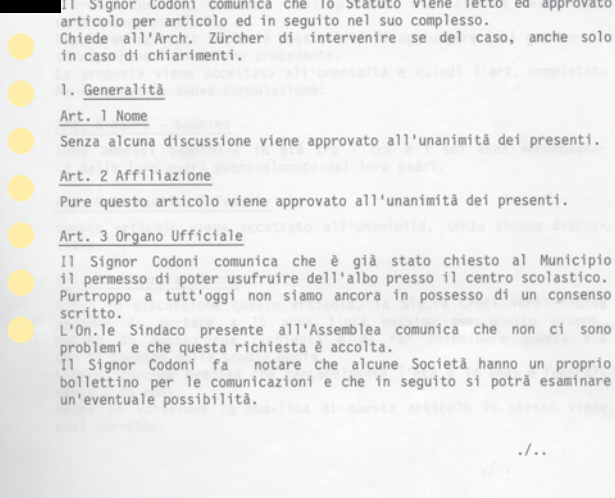 Il Signor Codoni comunica che lo Statuto viene letto ed approvato
articolo per articolo ed in seguito nel suo complesso.
Chiede all'Arch. Zürcher di intervenire se del caso, anche solo
in caso di chiarimenti.
1. Generalità
Art. 1 Nome
Senza alcuna discussione viene approvato all'unanimità dei presenti.
Art. 2 Affiliazione
Pure questo articolo viene approvato all'unanimità dei presenti.
Art. 3 Organo Ufficiale
Il Signor Codoni comunica che è già stato chiesto al Municipio
il permesso di poter usufruire dell'albo presso il centro scolastico.
Purtroppo a tutt'oggi non siamo ancora in possesso di un consenso
scritto.
L'On.le Sindaco presente all'Assemblea comunica che non ci sono
problemi e che questa richiesta è accolta.
Il Signor Codoni fa notare che alcune Società hanno un proprio
bollettino per le comunicazioni e che in seguito si potrà esaminare
un'eventuale possibilità.
./..